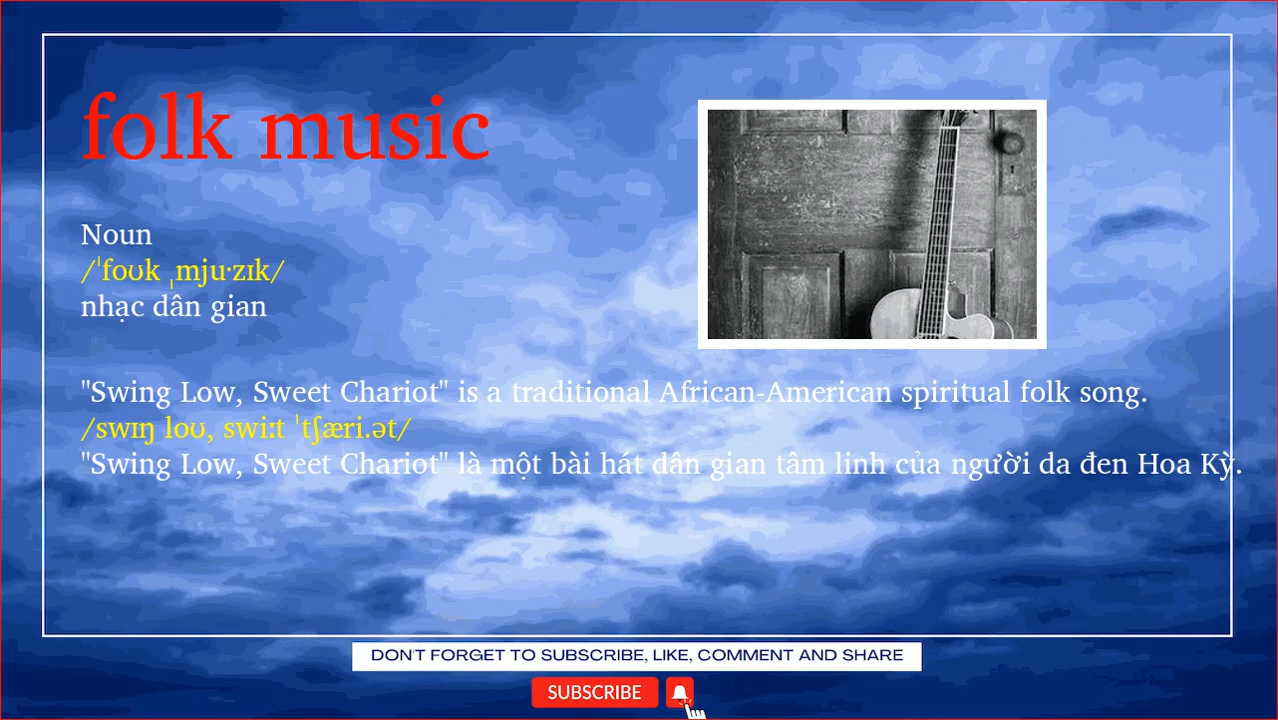 folk music
Noun
/ˈfoʊk ˌmju·zɪk/
nhạc dân gian
"Swing Low, Sweet Chariot" is a traditional African-American spiritual folk song.
/swɪŋ loʊ, swiːt ˈtʃæri.ət/
"Swing Low, Sweet Chariot" là một bài hát dân gian tâm linh của người da đen Hoa Kỳ.
DON'T FORGET TO SUBSCRIBE, LIKE, COMMENT AND SHARE
SUBSCRIBE